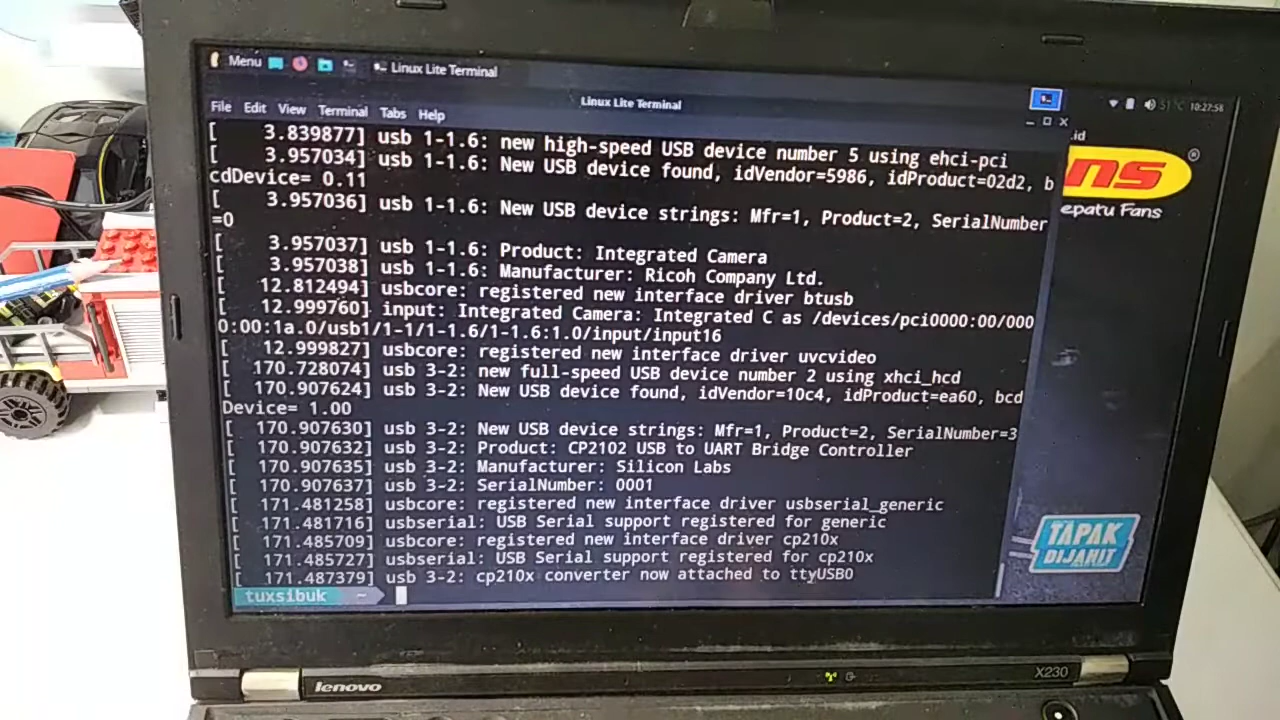 Menu
Linux Lite Terminal
10:27:58
Linux Lite Terminal
File Edit View Terminal Tabs Help
[    3.839877] usb 1-1.6: new high-speed USB device number 5 using ehci-pci
[    3.957034] usb 1-1.6: New USB device found, idVendor=5986, idProduct=02d2, b
cdDevice= 0.11
[    3.957036] usb 1-1.6: New USB device strings: Mfr=1, Product=2, SerialNumber
=0
[    3.957037] usb 1-1.6: Product: Integrated Camera
[    3.957038] usb 1-1.6: Manufacturer: Ricoh Company Ltd.
[   12.812494] usbcore: registered new interface driver btusb
[   12.999760] input: Integrated Camera: Integrated C as /devices/pci0000:00/000
0:00:1a.0/usb1/1-1/1-1.6/1-1.6:1.0/input/input16
[   12.999827] usbcore: registered new interface driver uvcvideo
[  170.728074] usb 3-2: new full-speed USB device number 2 using xhci_hcd
[  170.907624] usb 3-2: New USB device found, idVendor=10c4, idProduct=ea60, bcd
Device= 1.00
[  170.907630] usb 3-2: New USB device strings: Mfr=1, Product=2, SerialNumber=3
[  170.907632] usb 3-2: Product: CP2102 USB to UART Bridge Controller
[  170.907635] usb 3-2: Manufacturer: Silicon Labs
[  170.907637] usb 3-2: SerialNumber: 0001
[  171.481258] usbcore: registered new interface driver usbserial_generic
[  171.481716] usbserial: USB Serial support registered for generic
[  171.485709] usbcore: registered new interface driver cp210x
[  171.485727] usbserial: USB Serial support registered for cp210x
[  171.487379] usb 3-2: cp210x converter now attached to ttyUSB0
tuxsibuk ~
.id
ns
®
epatu Fans
TAPAK
DIJAHIT
lenovo
X230